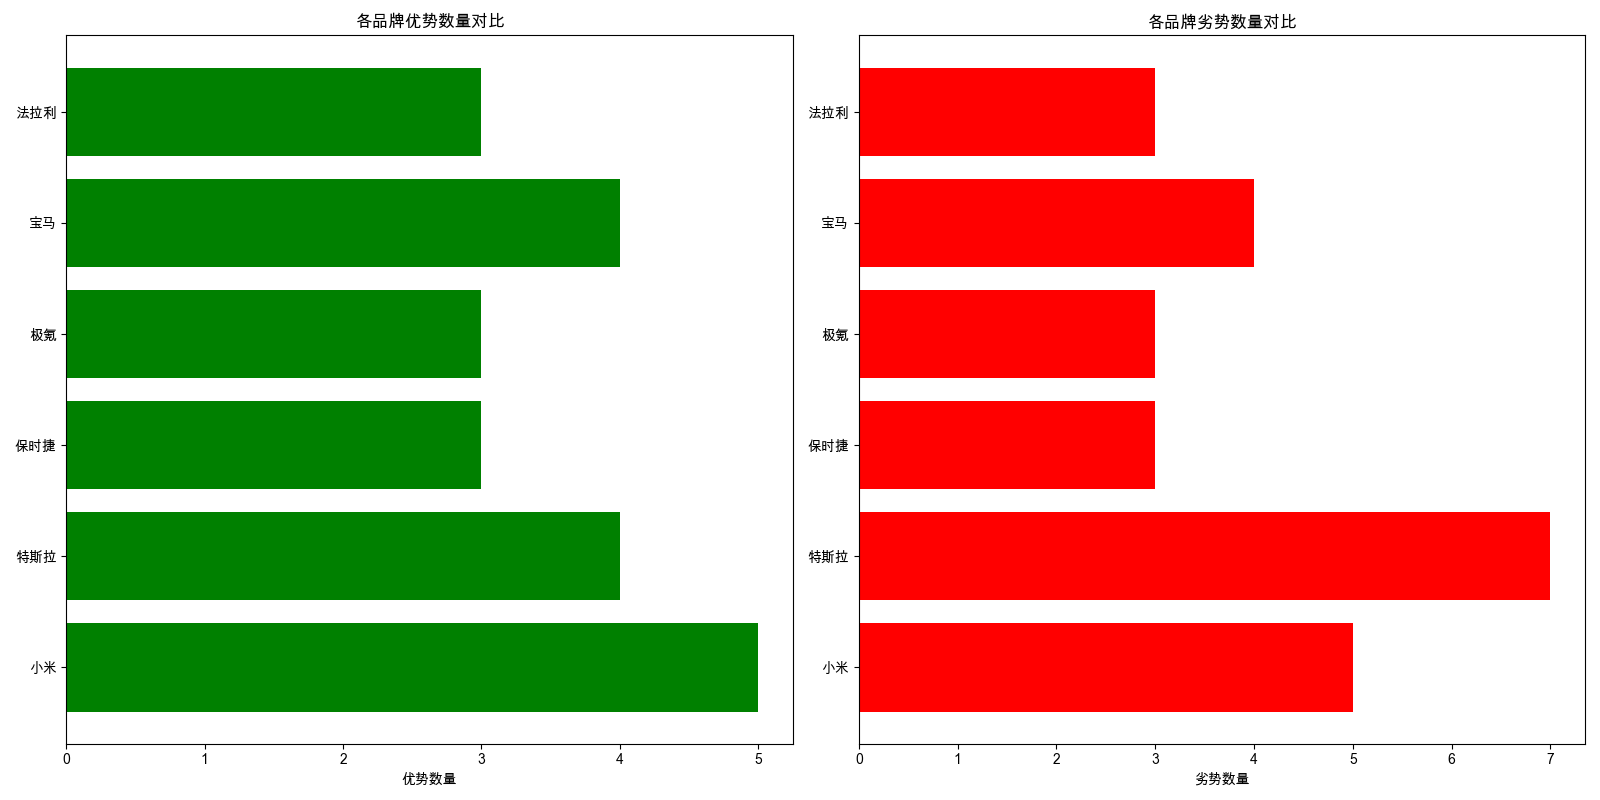 各品牌优势数量对比
法拉利
宝马
极氪
保时捷
特斯拉
小米
0 1 2 3 4 5
优势数量
各品牌劣势数量对比
法拉利
宝马
极氪
保时捷
特斯拉
小米
0 1 2 3 4 5 6 7
劣势数量